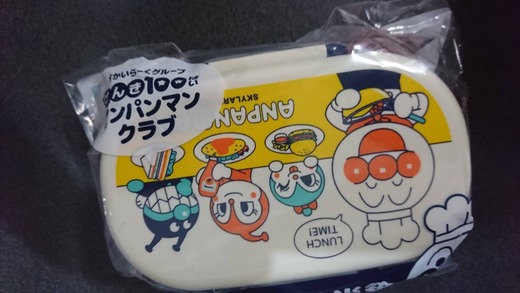 すかいらーくグループ
げんき100ばい
アンパンマン
クラブ
ANPAN
SKYLAR
LUNCH
TIME!